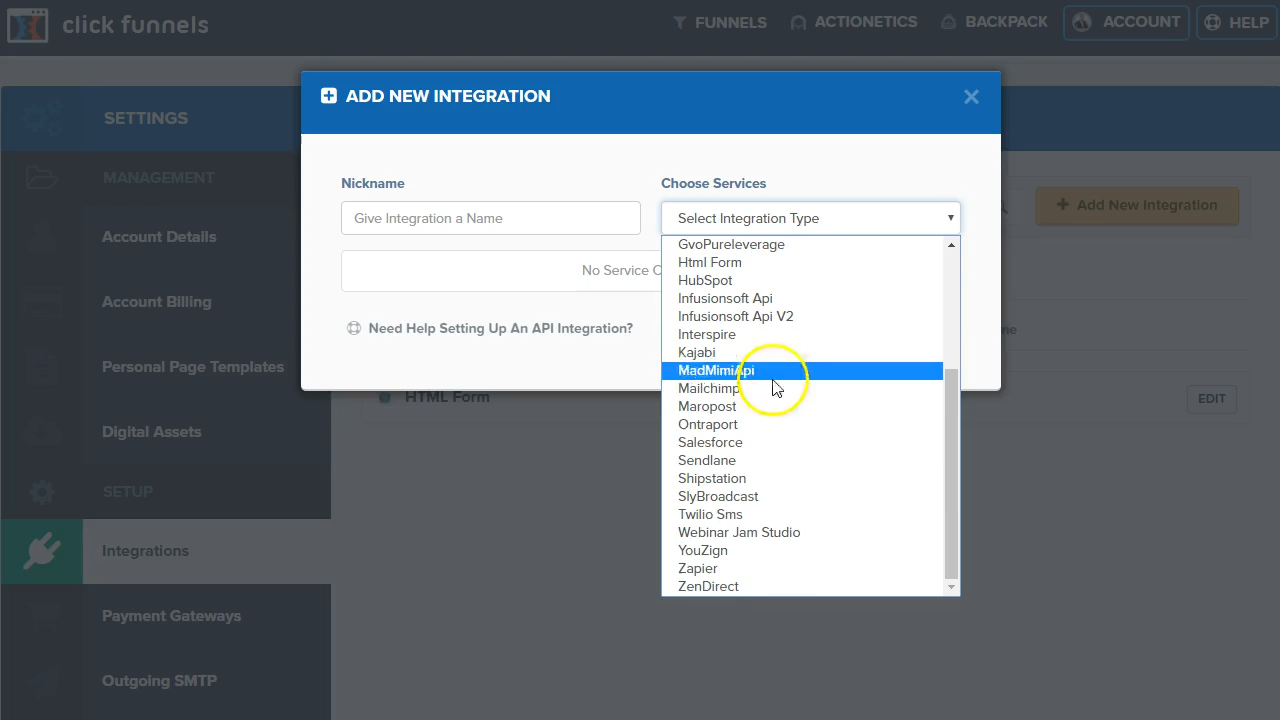 click funnels
FUNNELS
ACTIONETICS
BACKPACK
ACCOUNT
HELP
ADD NEW INTEGRATION
SETTINGS
MANAGEMENT
Account Details
Account Billing
Personal Page Templates
Digital Assets
SETUP
Integrations
Payment Gateways
Outgoing SMTP
Nickname
Give Integration a Name
No Service C
Need Help Setting Up An API Integration?
Choose Services
Select Integration Type
GvoPureleverage
Html Form
HubSpot
Infusionsoft Api
Infusionsoft Api V2
Interspire
Kajabi
MadMimiApi
Mailchimp
Maropost
Ontraport
Salesforce
Sendlane
Shipstation
SlyBroadcast
Twilio Sms
Webinar Jam Studio
YouZign
Zapier
ZenDirect
Add New Integration
me
HTML Form
EDIT